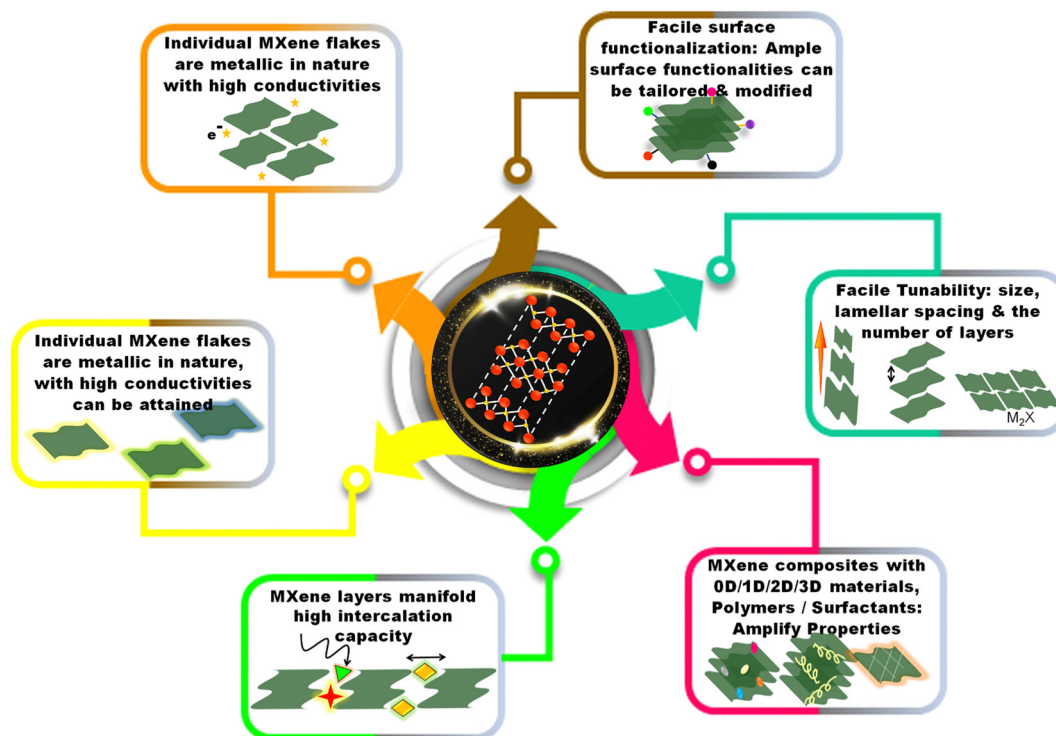 Individual MXene flakes
are metallic in nature
with high conductivities
e-
Facile surface
functionalization: Ample
surface functionalities can
be tailored & modified
Facile Tunability: size,
lamellar spacing & the
number of layers
M₂X
MXene composites with
0D/1D/2D/3D materials,
Polymers / Surfactants:
Amplify Properties
MXene layers manifold
high intercalation
capacity
Individual MXene flakes
are metallic in nature,
with high conductivities
can be attained